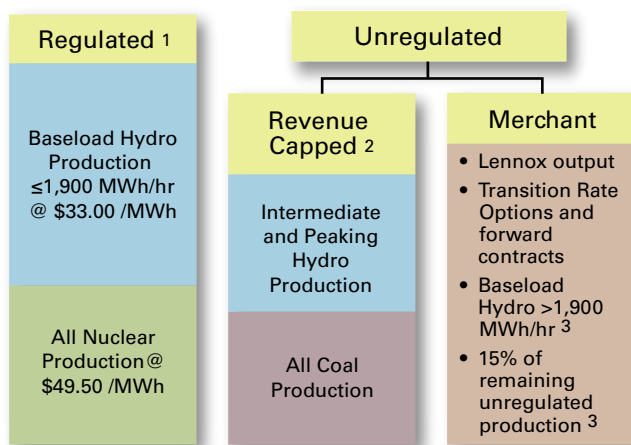 Regulated 1
Baseload Hydro
Production
≤1,900 MWh/hr
@ $33.00 /MWh
All Nuclear
Production@
$49.50 /MWh
Unregulated
Revenue
Capped 2
Intermediate
and Peaking
Hydro
Production
All Coal
Production
Merchant
• Lennox output
• Transition Rate
Options and
forward
contracts
• Baseload
Hydro >1,900
MWh/hr 3
• 15% of
remaining
unregulated
production 3